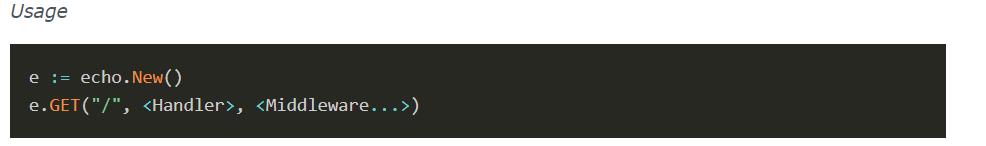 Usage
e := echo.New()
e.GET("/", <Handler>, <Middleware...>)